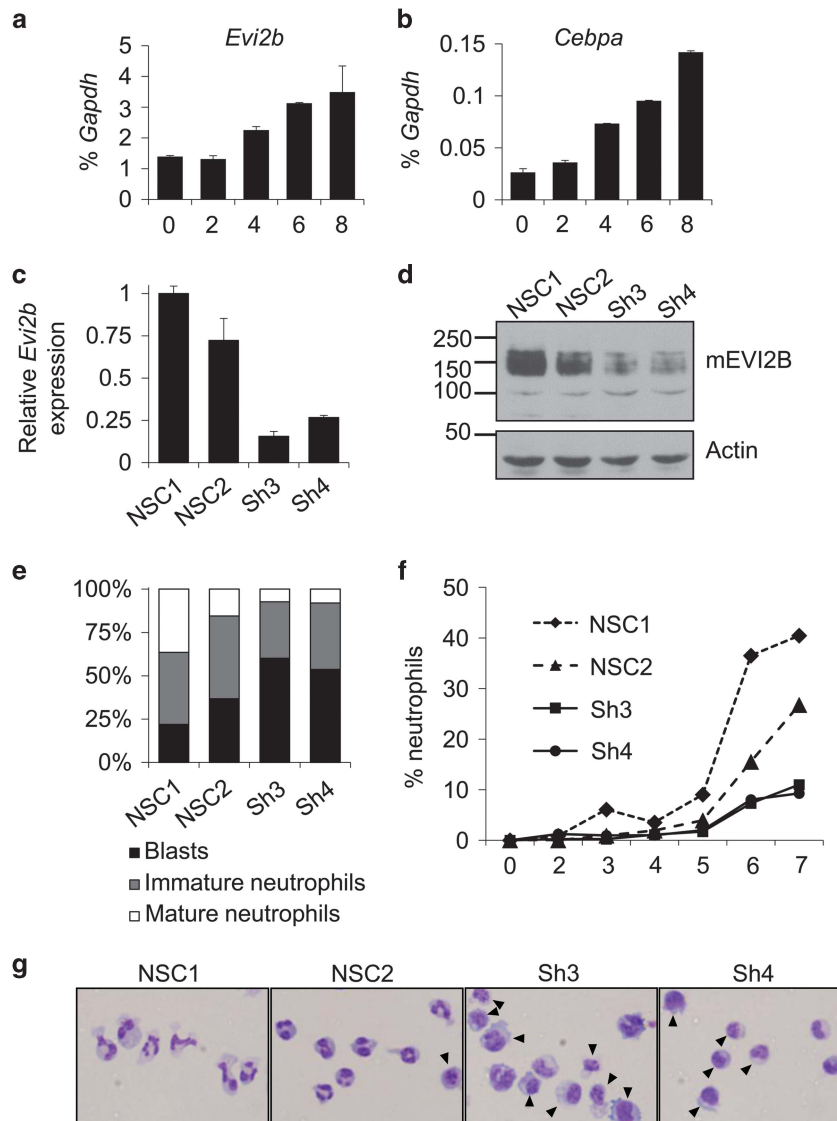 a
Evi2b
% Gapdh
5
4
3
2
1
0
0 2 4 6 8
b
Cebpa
% Gapdh
0.15
0.1
0.05
0
0 2 4 6 8
c
Relative Evi2b
expression
1
0.75
0.25
0
NSC1 NSC2 Sh3 Sh4
d
NSC1 NSC2 Sh3 Sh4
250
150
100
mEVI2B
50
Actin
e
100%
75%
50%
25%
0%
NSC1 NSC2 Sh3 Sh4
Blasts
Immature neutrophils
Mature neutrophils
f
% neutrophils
50
40
30
20
10
0
0 2 3 4 5 6 7
NSC1
NSC2
Sh3
Sh4
g
NSC1 NSC2 Sh3 Sh4